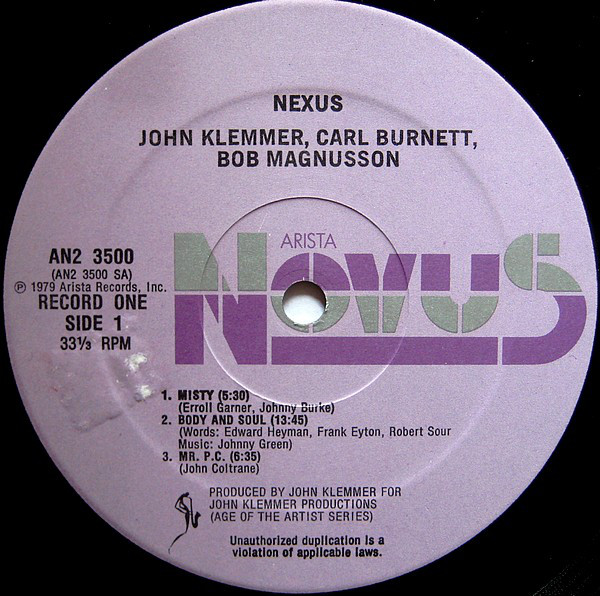 NEXUS
JOHN KLEMMER, CARL BURNETT,
BOB MAGNUSSON
ARISTA
NOVUS
AN2 3500
(AN2 3500 SA)
℗ 1979 Arista Records, Inc.
RECORD ONE
SIDE 1
33⅓ RPM
1. MISTY (5:30)
(Erroll Garner, Johnny Burke)
2. BODY AND SOUL (13:45)
(Words: Edward Heyman, Frank Eyton, Robert Sour
Music: Johnny Green)
3. MR. P.C. (6:35)
(John Coltrane)
PRODUCED BY JOHN KLEMMER FOR
JOHN KLEMMER PRODUCTIONS
(AGE OF THE ARTIST SERIES)
Unauthorized duplication is a
violation of applicable laws.